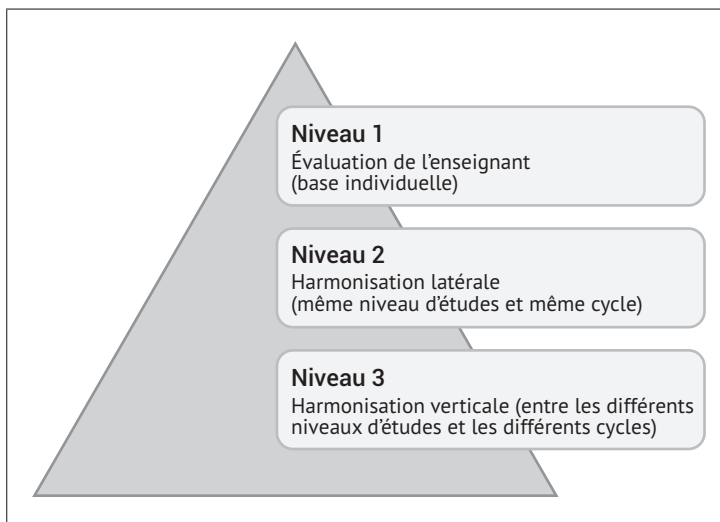 Niveau 1
Évaluation de l’enseignant
(base individuelle)
Niveau 2
Harmonisation latérale
(même niveau d’études et même cycle)
Niveau 3
Harmonisation verticale (entre les différents
niveaux d’études et les différents cycles)